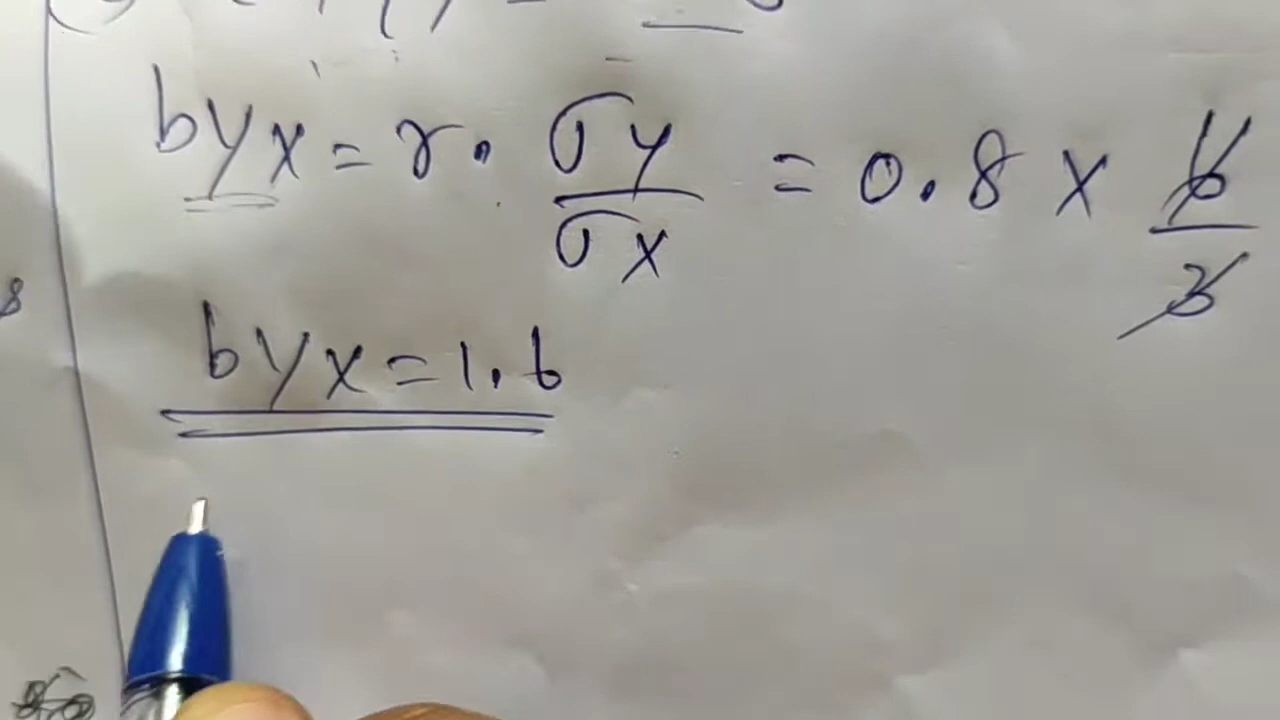 byx = r · σy / σx = 0.8 × 6 / 3
byx = 1.6